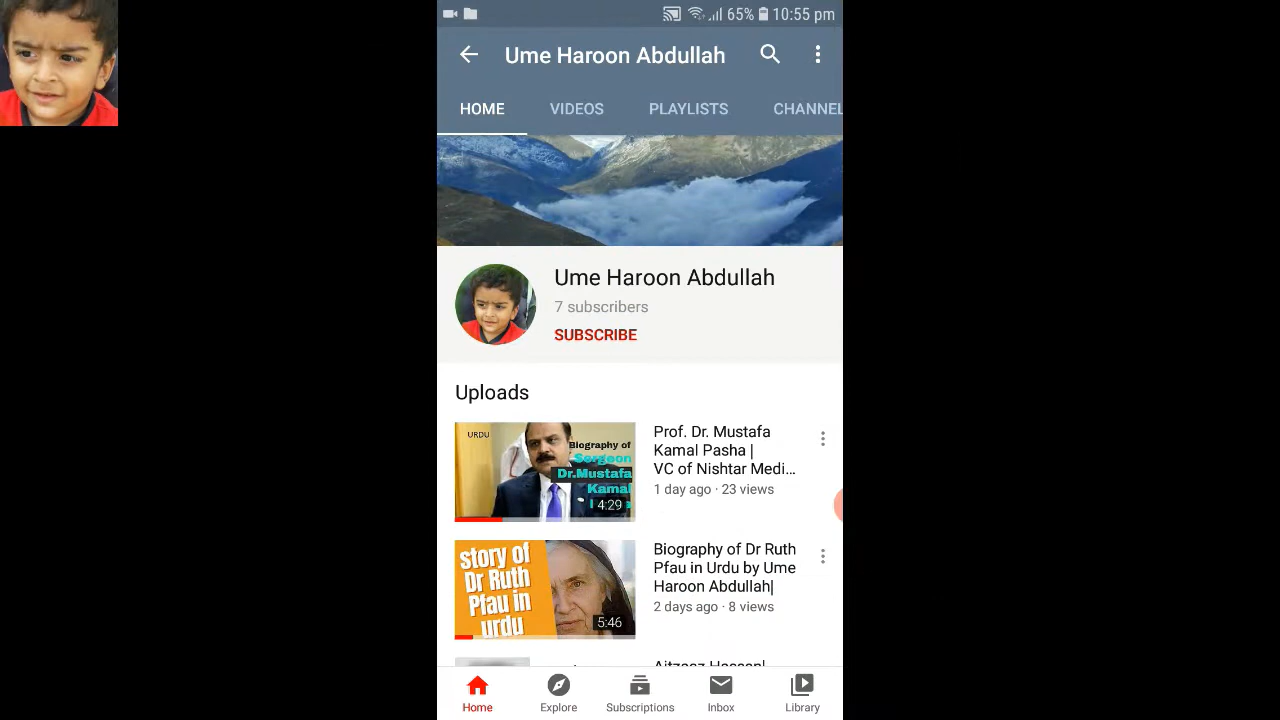 65% 10:55 pm
Ume Haroon Abdullah
HOME VIDEOS PLAYLISTS CHANNEL
Ume Haroon Abdullah
7 subscribers
SUBSCRIBE
Uploads
URDU
Biography of
Sorgeon
Dr.Mustafa
Kamal
4:29
Prof. Dr. Mustafa
Kamal Pasha |
VC of Nishtar Medi...
1 day ago · 23 views
story of
Dr Ruth
Pfau in
urdu
5:46
Biography of Dr Ruth
Pfau in Urdu by Ume
Haroon Abdullah|
2 days ago · 8 views
Home Explore Subscriptions Inbox Library